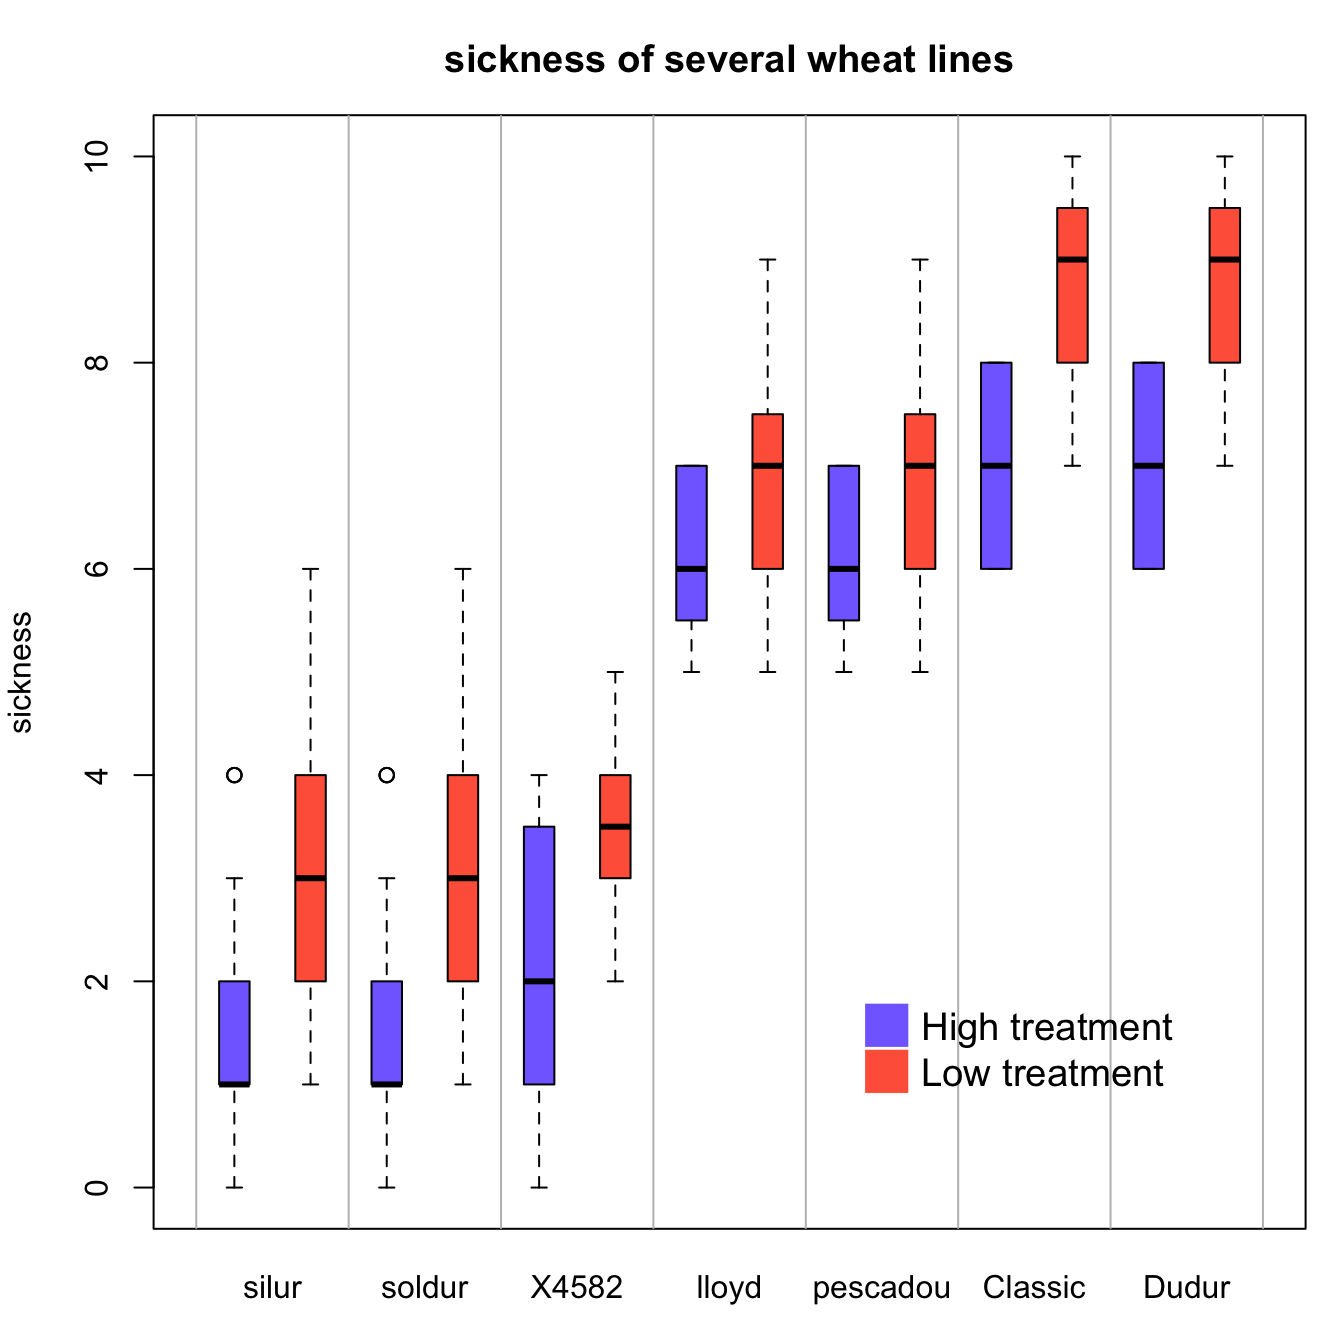 sickness of several wheat lines
sickness
10
8
6
4
2
0
High treatment
Low treatment
silur soldur X4582 lloyd pescadou Classic Dudur